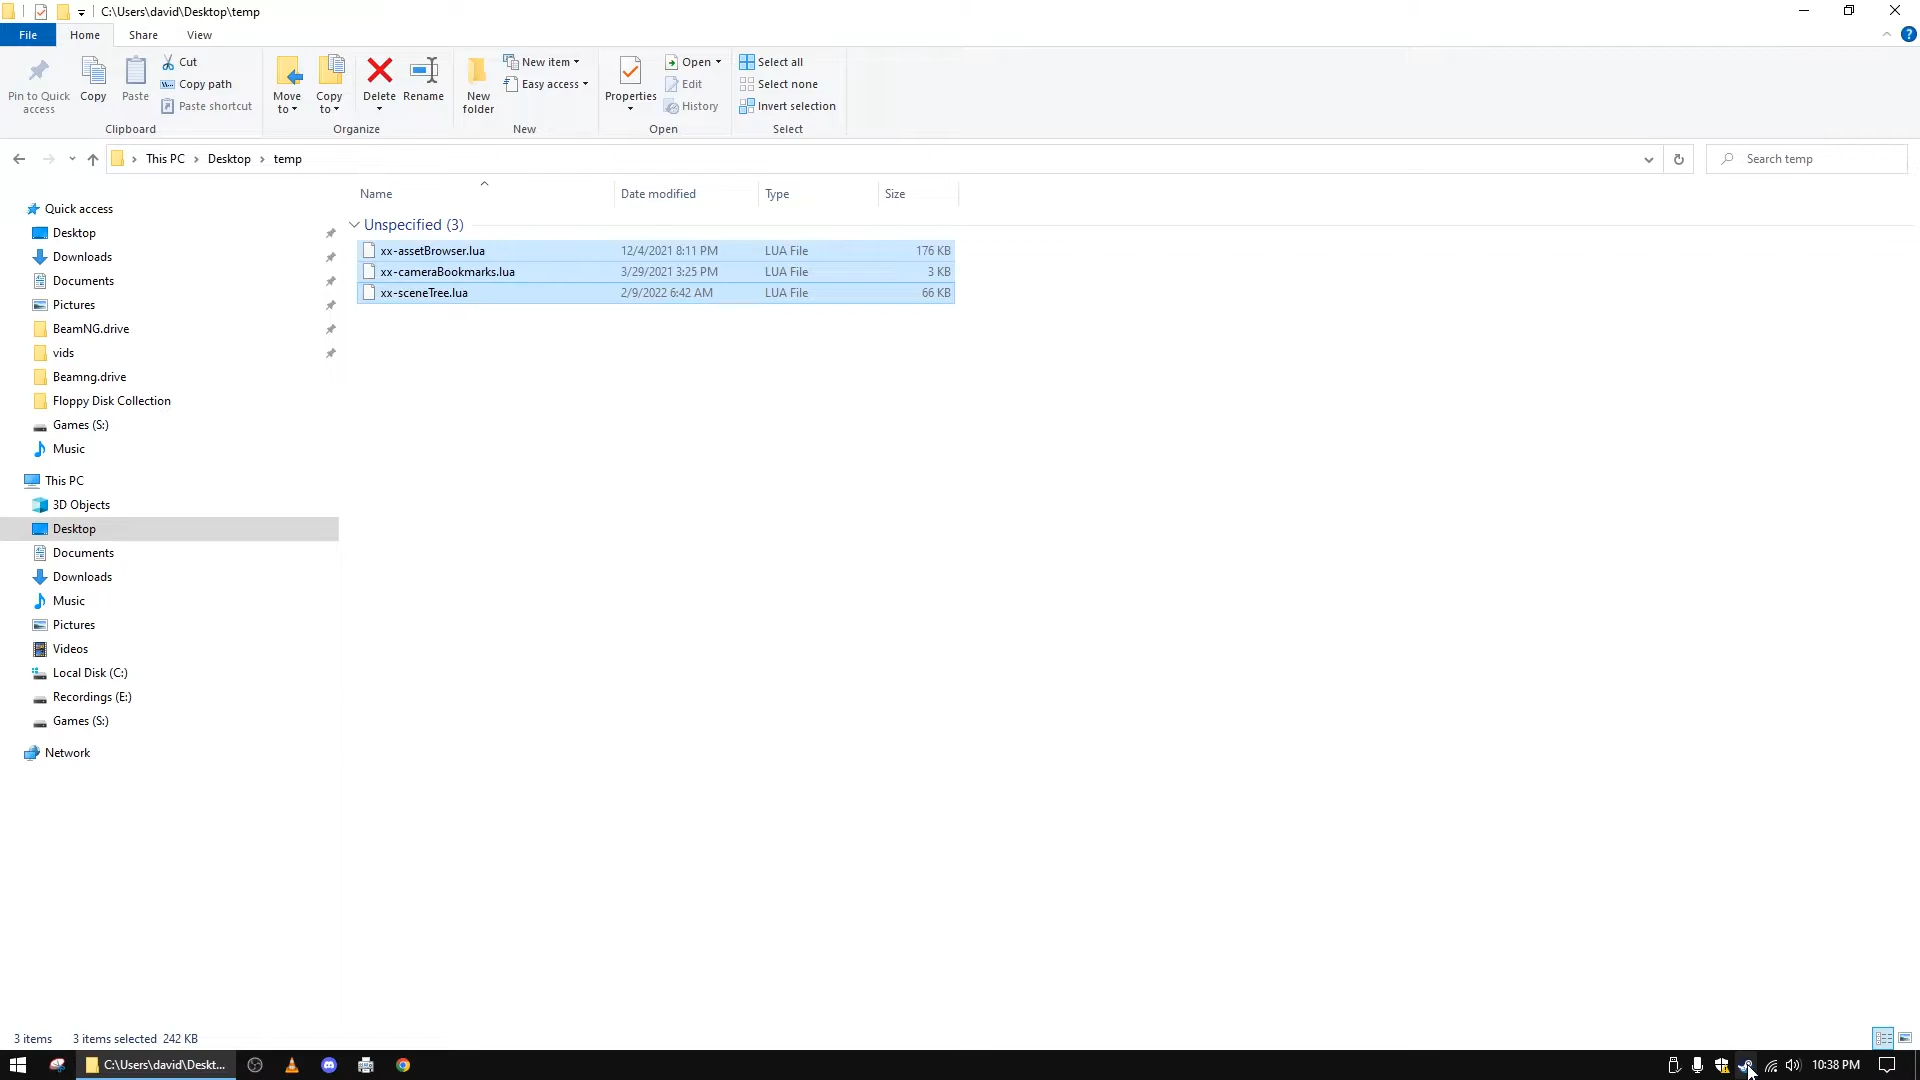 C:\Users\david\Desktop\temp
File Home Share View
Pin to Quick access
Copy
Paste
Cut
Copy path
Paste shortcut
Clipboard
Move to
Copy to
Delete
Rename
Organize
New folder
New item
Easy access
New
Properties
Open
Edit
History
Open
Select all
Select none
Invert selection
Select
This PC > Desktop > temp
Search temp
Name Date modified Type Size
Unspecified (3)
xx-assetBrowser.lua 12/4/2021 8:11 PM LUA File 176 KB
xx-cameraBookmarks.lua 3/29/2021 3:25 PM LUA File 3 KB
xx-sceneTree.lua 2/9/2022 6:42 AM LUA File 66 KB
Quick access
Desktop
Downloads
Documents
Pictures
BeamNG.drive
vids
Beamng.drive
Floppy Disk Collection
Games (S:)
Music
This PC
3D Objects
Desktop
Documents
Downloads
Music
Pictures
Videos
Local Disk (C:)
Recordings (E:)
Games (S:)
Network
3 items 3 items selected 242 KB
C:\Users\david\Deskt...
10:38 PM